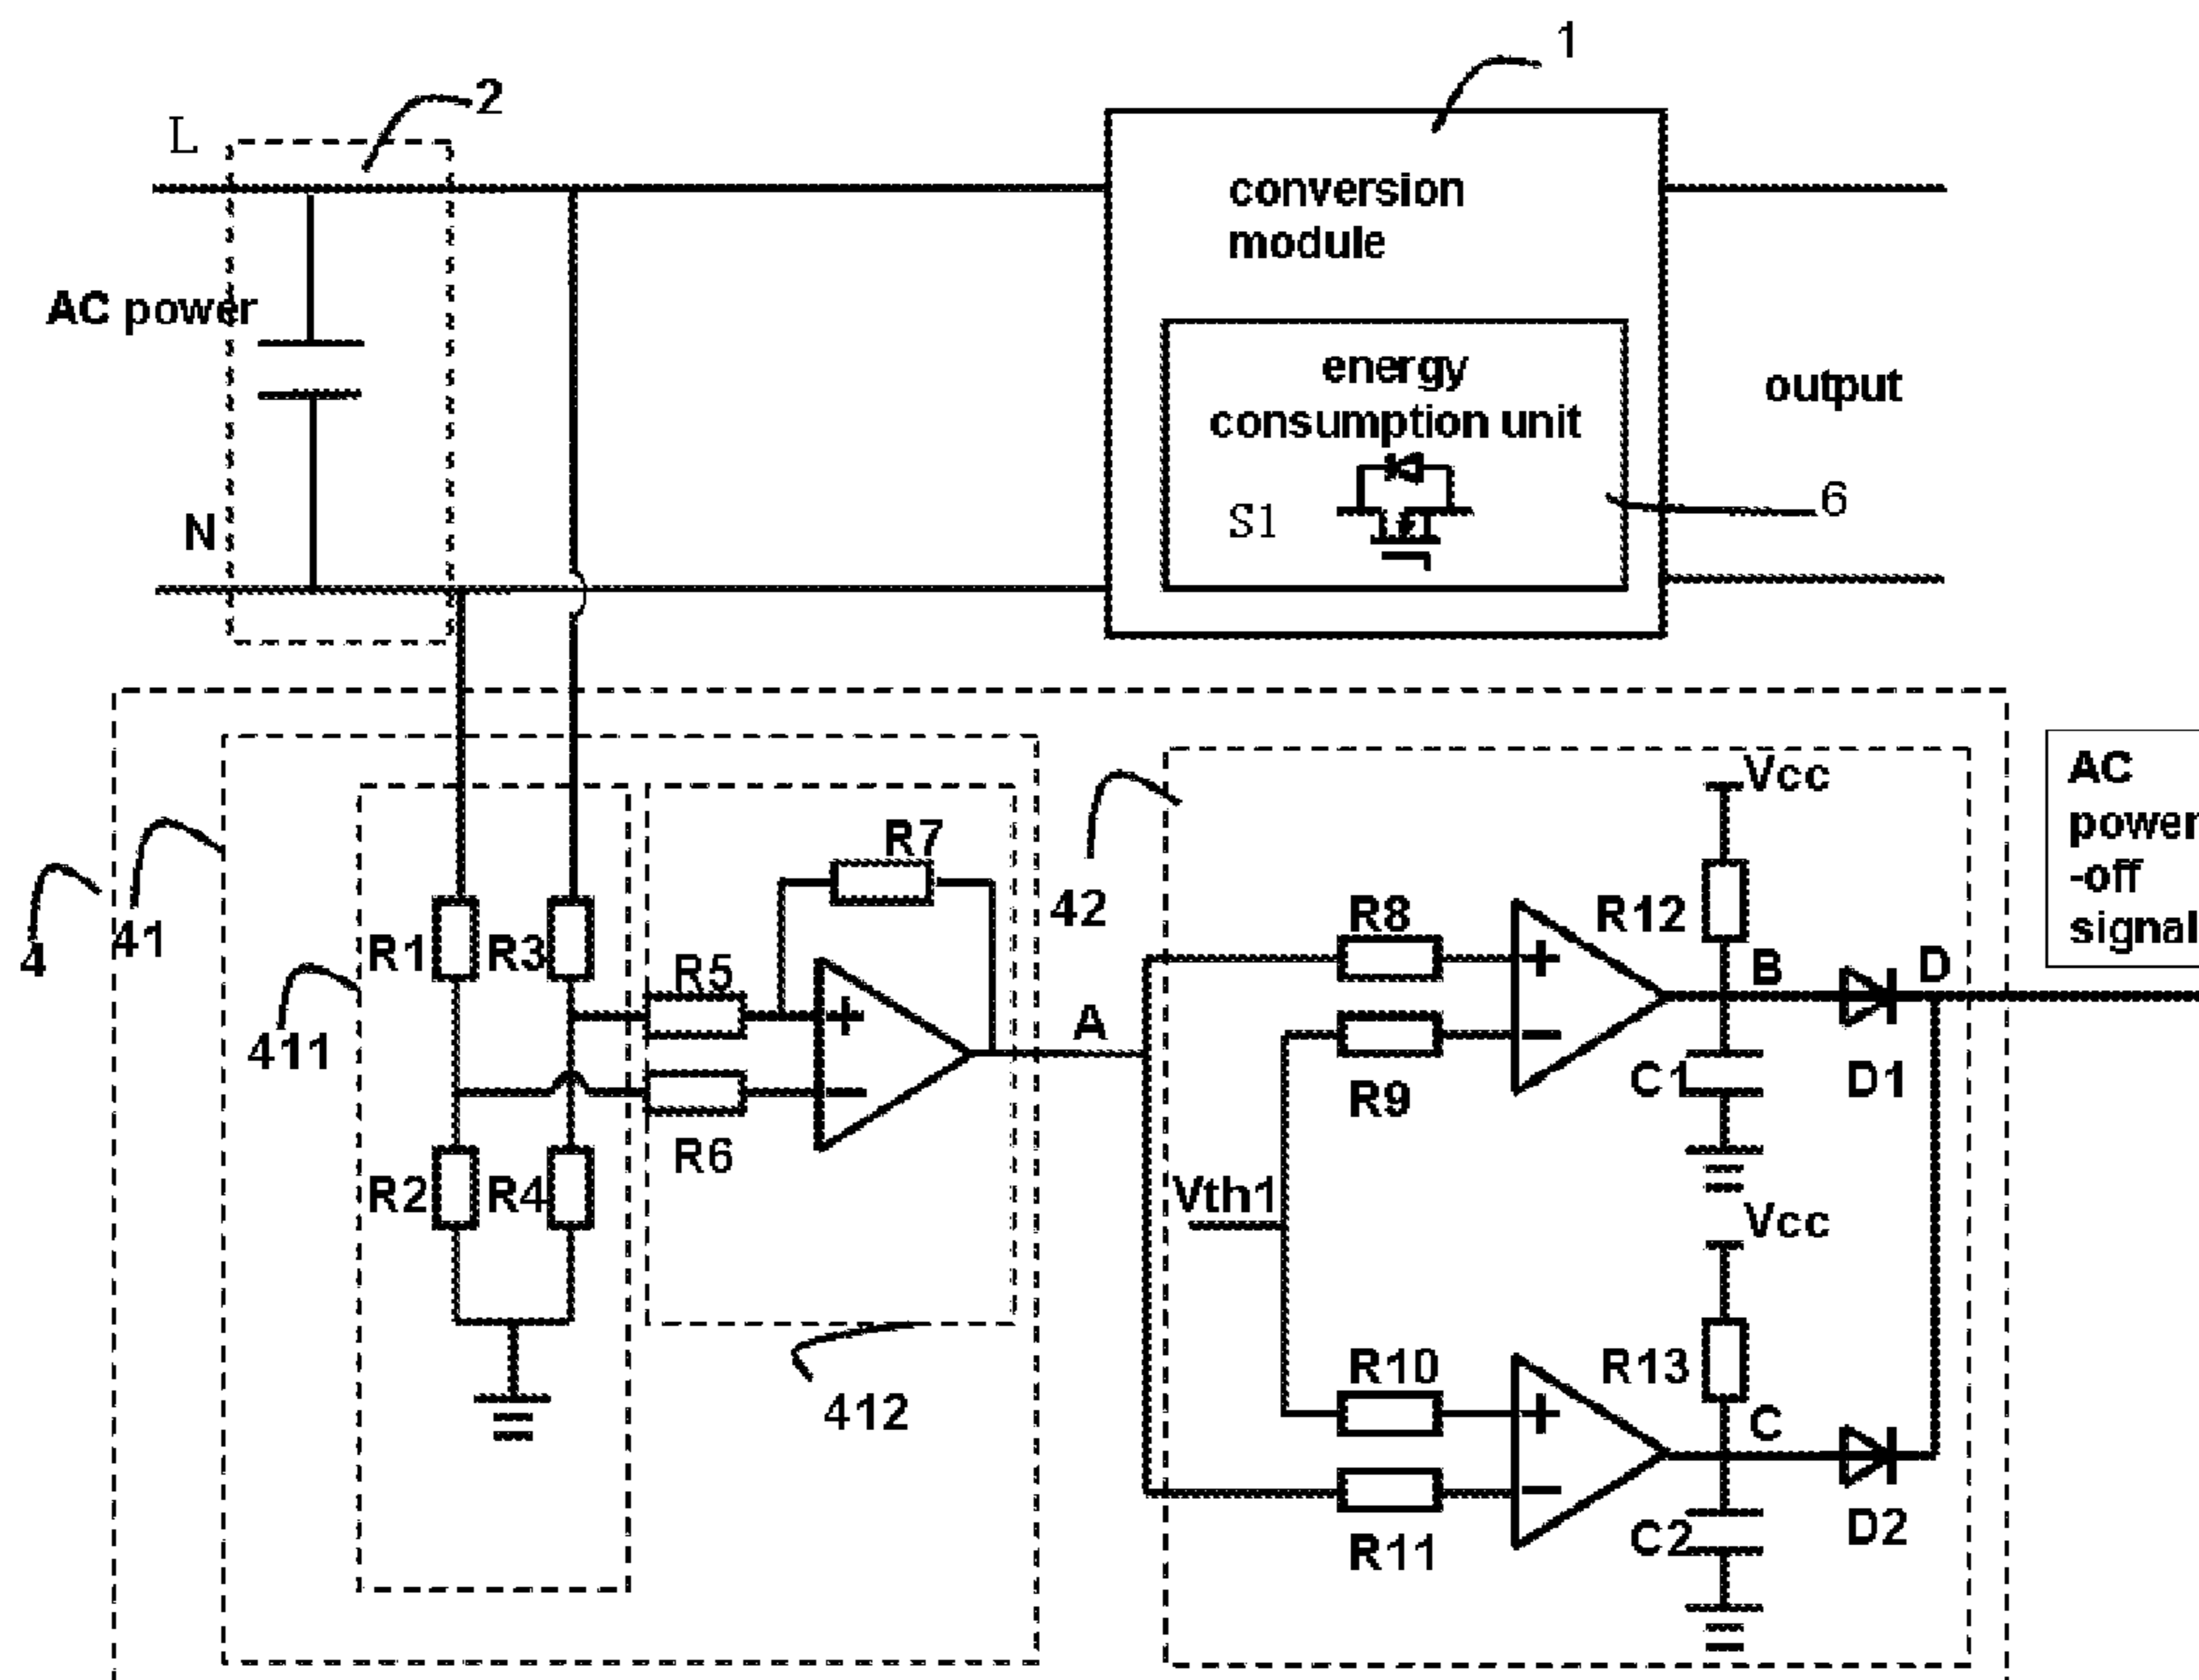 1
2
L
conversion
module
AC power
energy
consumption unit
output
S1
6
N
AC
power
-off
signal
Vcc
R7
42
R8
R12
4
41
R1
R3
R5
A
B
D
411
C1
D1
R9
R6
R2
R4
Vth1
Vcc
R10
R13
412
C
R11
C2
D2